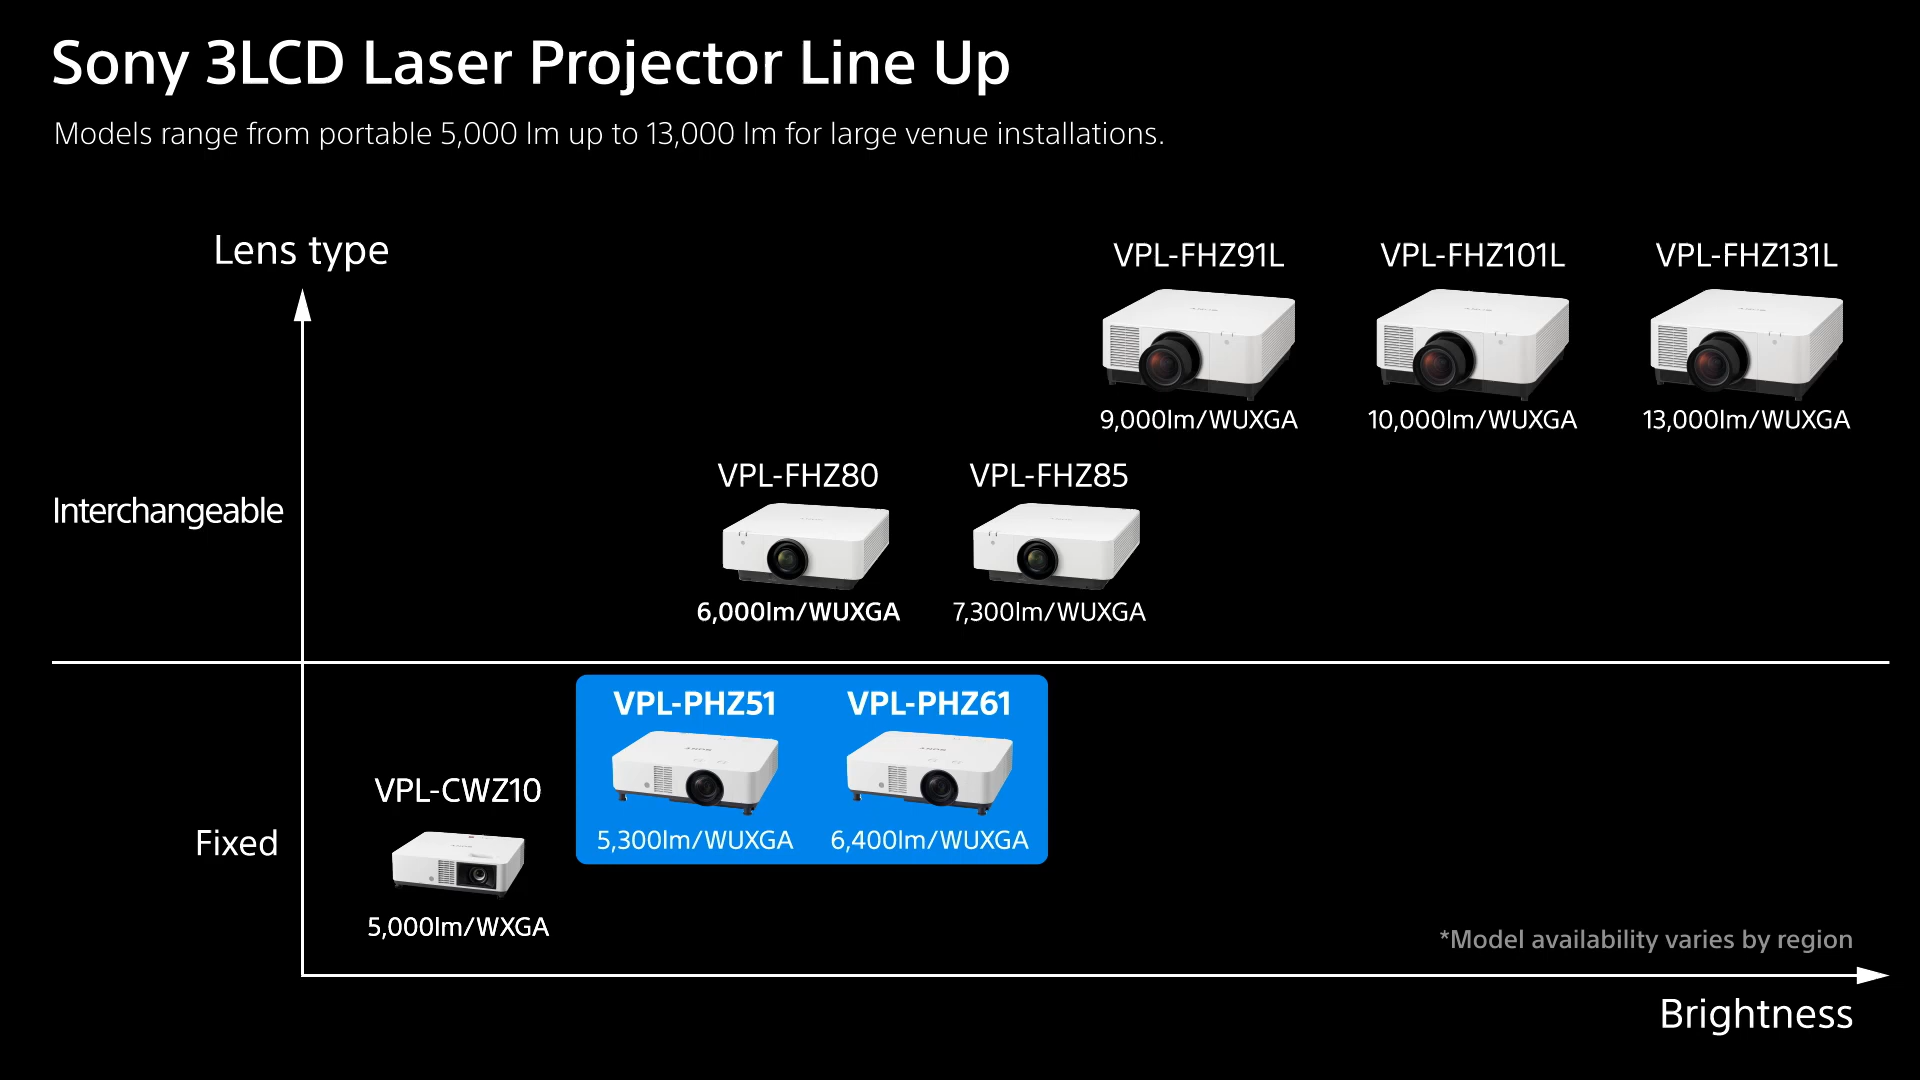 Sony 3LCD Laser Projector Line Up
Models range from portable 5,000 lm up to 13,000 lm for large venue installations.
Lens type
VPL-FHZ91L
VPL-FHZ101L
VPL-FHZ131L
9,000lm/WUXGA
10,000lm/WUXGA
13,000lm/WUXGA
VPL-FHZ80
VPL-FHZ85
Interchangeable
6,000lm/WUXGA
7,300lm/WUXGA
VPL-PHZ51
VPL-PHZ61
5,300lm/WUXGA
6,400lm/WUXGA
VPL-CWZ10
Fixed
5,000lm/WXGA
*Model availability varies by region
Brightness